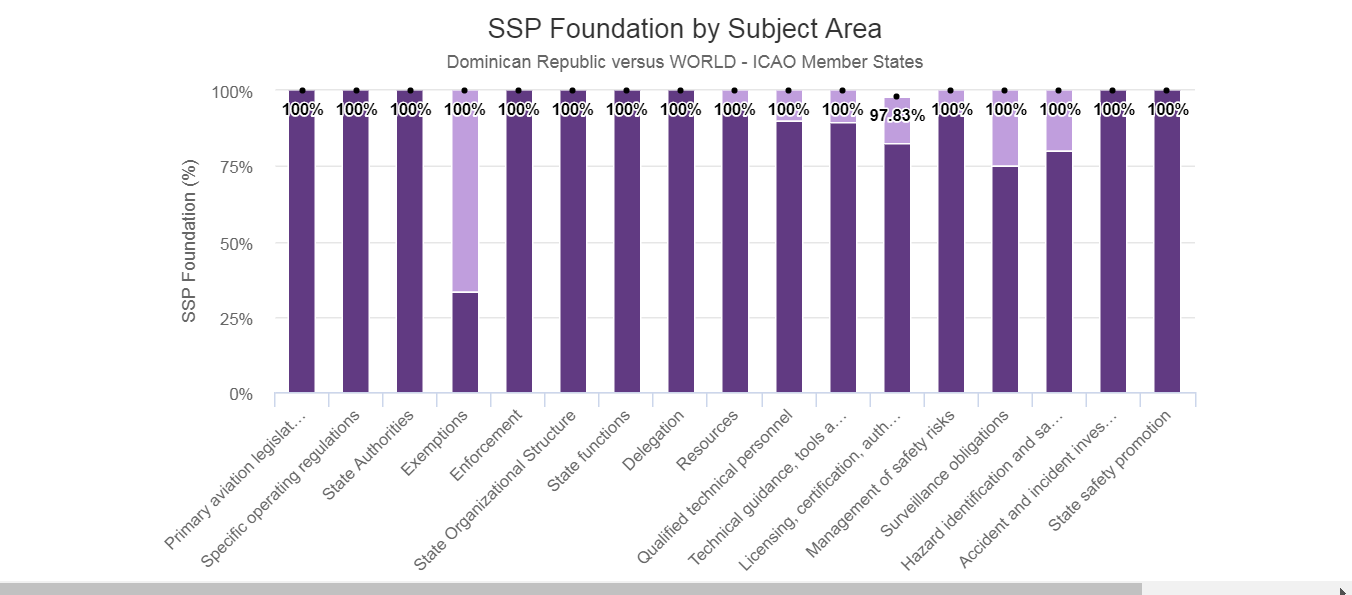 SSP Foundation by Subject Area
Dominican Republic versus WORLD - ICAO Member States
SSP Foundation (%)
100%
75%
50%
25%
0%
100%
100%
100%
100%
100%
100%
100%
100%
100%
100%
100%
97.83%
100%
100%
100%
100%
100%
Primary aviation legislat...
Specific operating regulations
State Authorities
Exemptions
Enforcement
State Organizational Structure
State functions
Delegation
Resources
Qualified technical personnel
Technical guidance, tools a...
Licensing, certification, auth...
Management of safety risks
Surveillance obligations
Hazard identification and sa...
Accident and incident inves...
State safety promotion